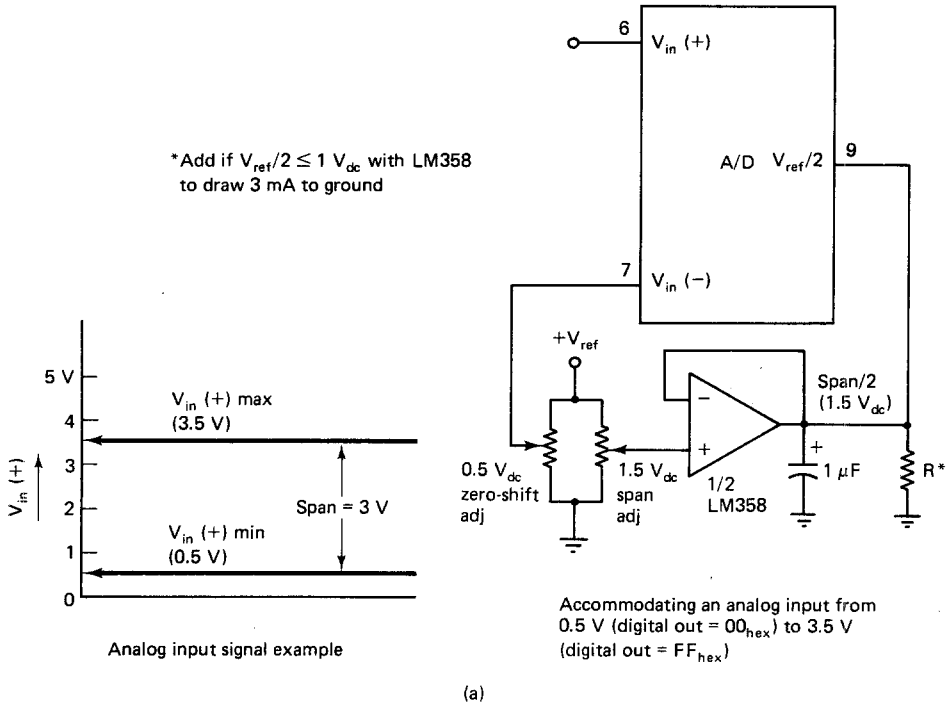 6
V_in (+)
*Add if V_ref/2 ≤ 1 V_dc with LM358
to draw 3 mA to ground
A/D V_ref/2
9
7
V_in (−)
+V_ref
5 V
4
3
2
1
0
V_in (+)
V_in (+) max
(3.5 V)
Span = 3 V
V_in (+) min
(0.5 V)
Analog input signal example
0.5 V_dc
zero-shift
adj
1.5 V_dc
span
adj
−
+
1/2
LM358
Span/2
(1.5 V_dc)
+
1 μF
R*
Accommodating an analog input from
0.5 V (digital out = 00_hex) to 3.5 V
(digital out = FF_hex)
(a)